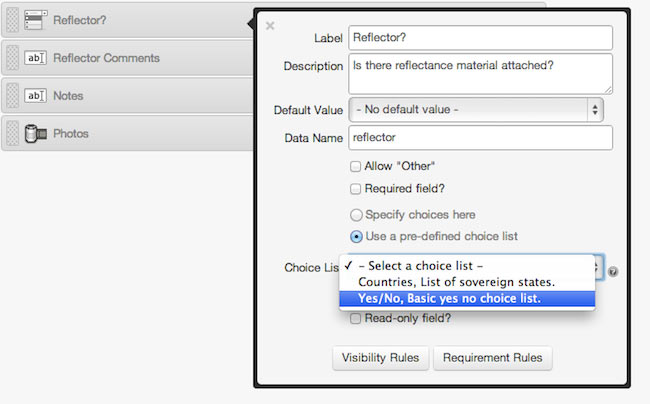 Reflector?
Reflector Comments
Notes
Photos
×
Label Reflector?
Description Is there reflectance material attached?
Default Value - No default value -
Data Name reflector
Allow "Other"
Required field?
Specify choices here
Use a pre-defined choice list
Choice Lis ✓ - Select a choice list -
Countries, List of sovereign states.
Yes/No, Basic yes no choice list.
Read-only field?
Visibility Rules Requirement Rules